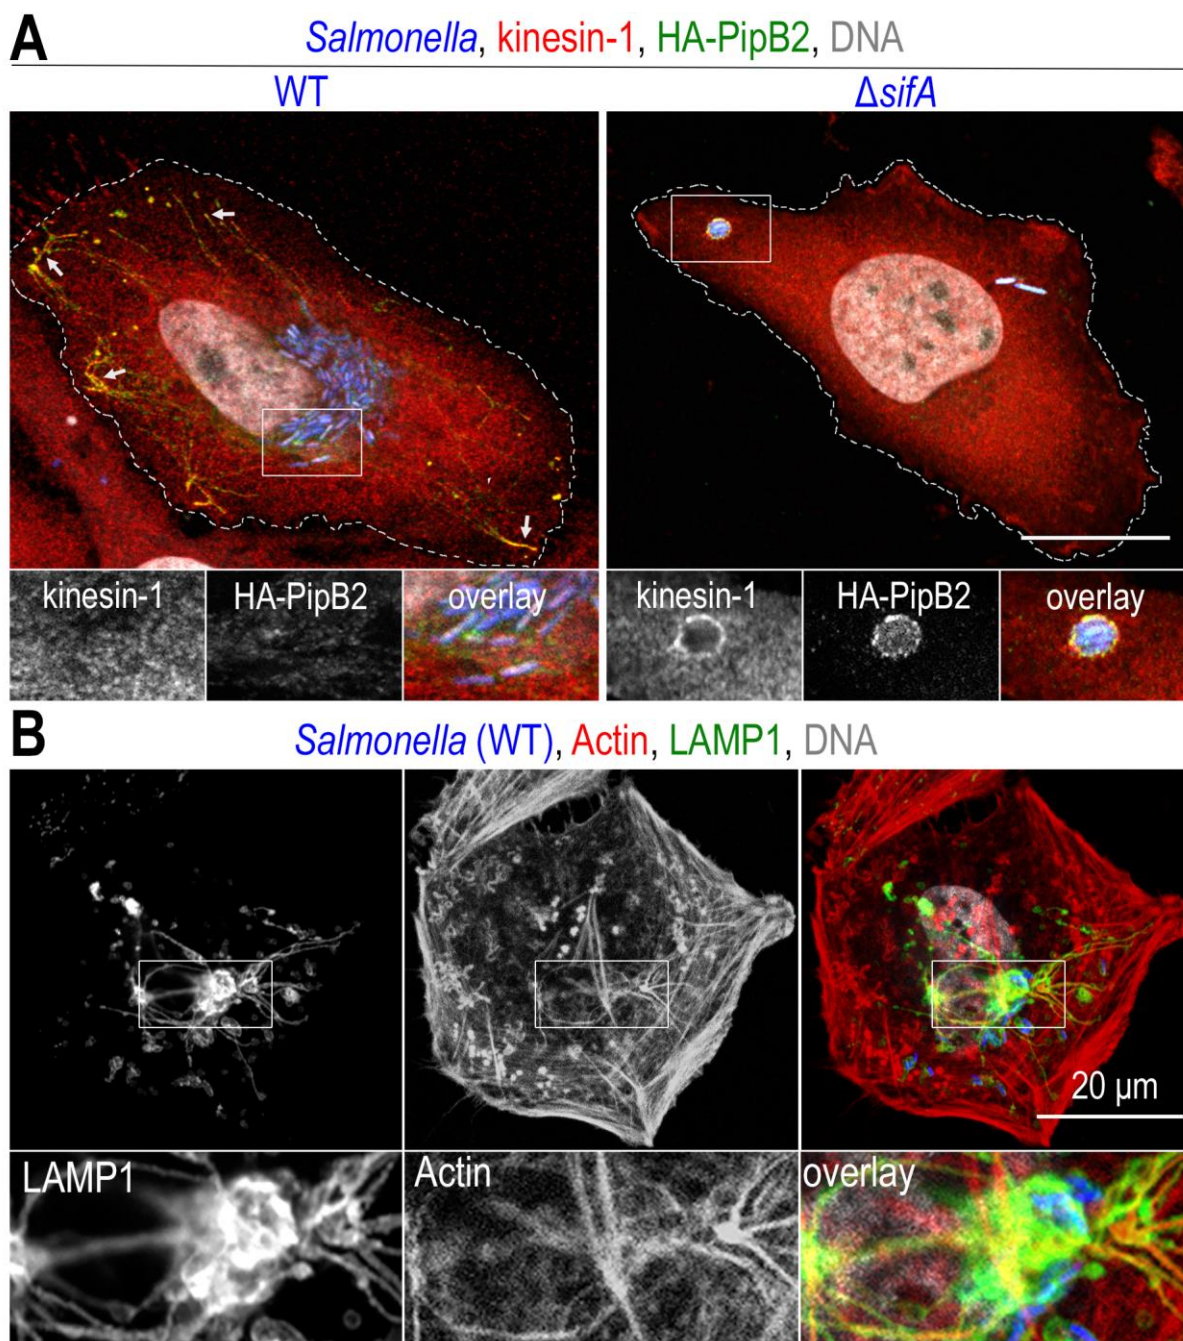 A
Salmonella, kinesin-1, HA-PipB2, DNA
WT
ΔsifA
kinesin-1
HA-PipB2
overlay
kinesin-1
HA-PipB2
overlay
B
Salmonella (WT), Actin, LAMP1, DNA
20 µm
LAMP1
Actin
overlay